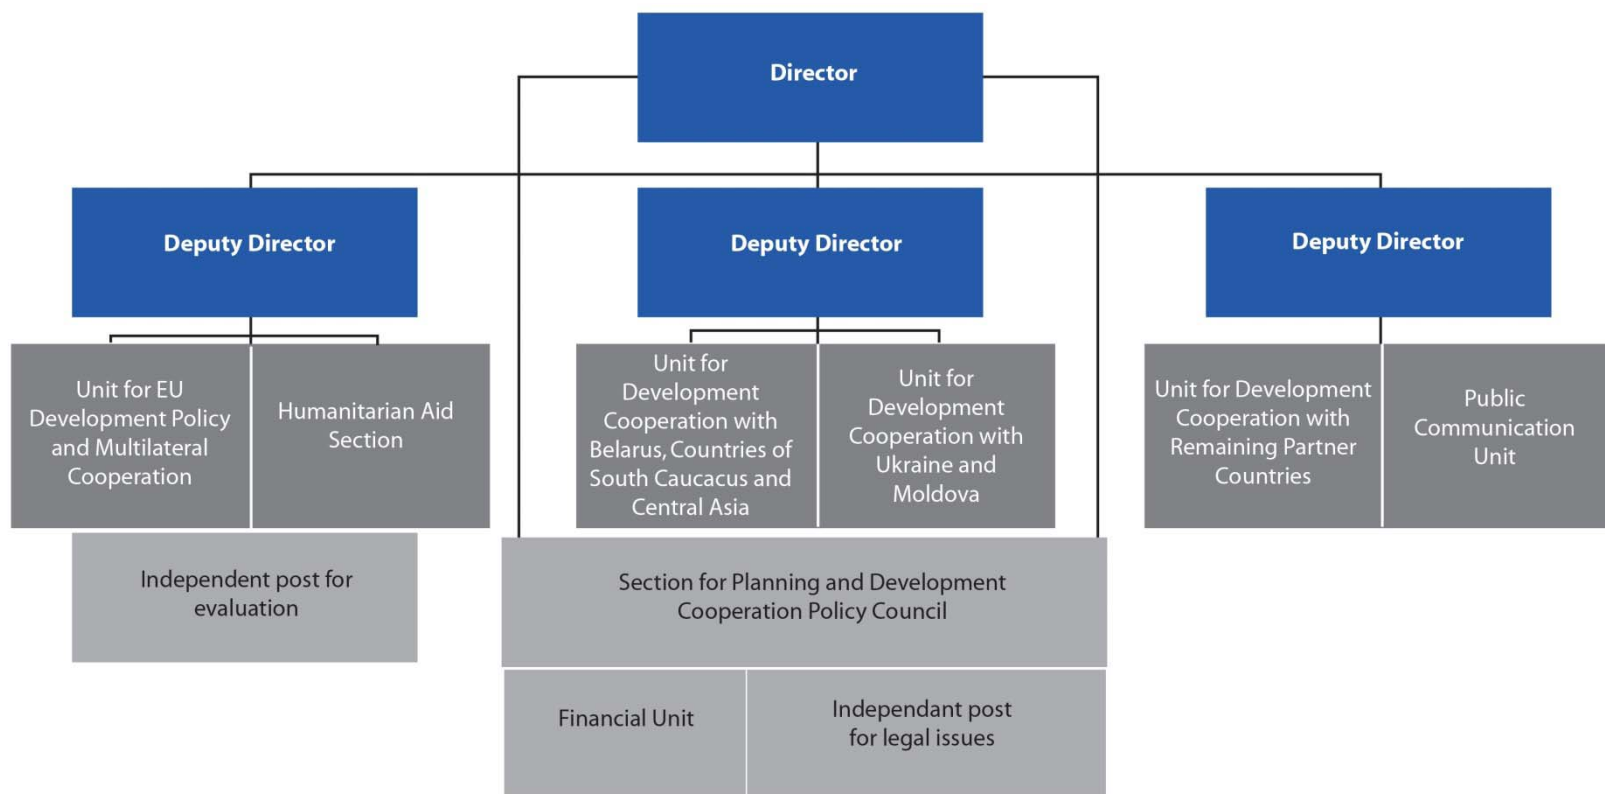 Director
Deputy Director
Deputy Director
Deputy Director
Unit for EU
Development Policy
and Multilateral
Cooperation
Humanitarian Aid
Section
Unit for
Development
Cooperation with
Belarus, Countries of
South Caucacus and
Central Asia
Unit for
Development
Cooperation with
Ukraine and
Moldova
Unit for Development
Cooperation with
Remaining Partner
Countries
Public
Communication
Unit
Independent post for
evaluation
Section for Planning and Development
Cooperation Policy Council
Financial Unit
Independant post
for legal issues